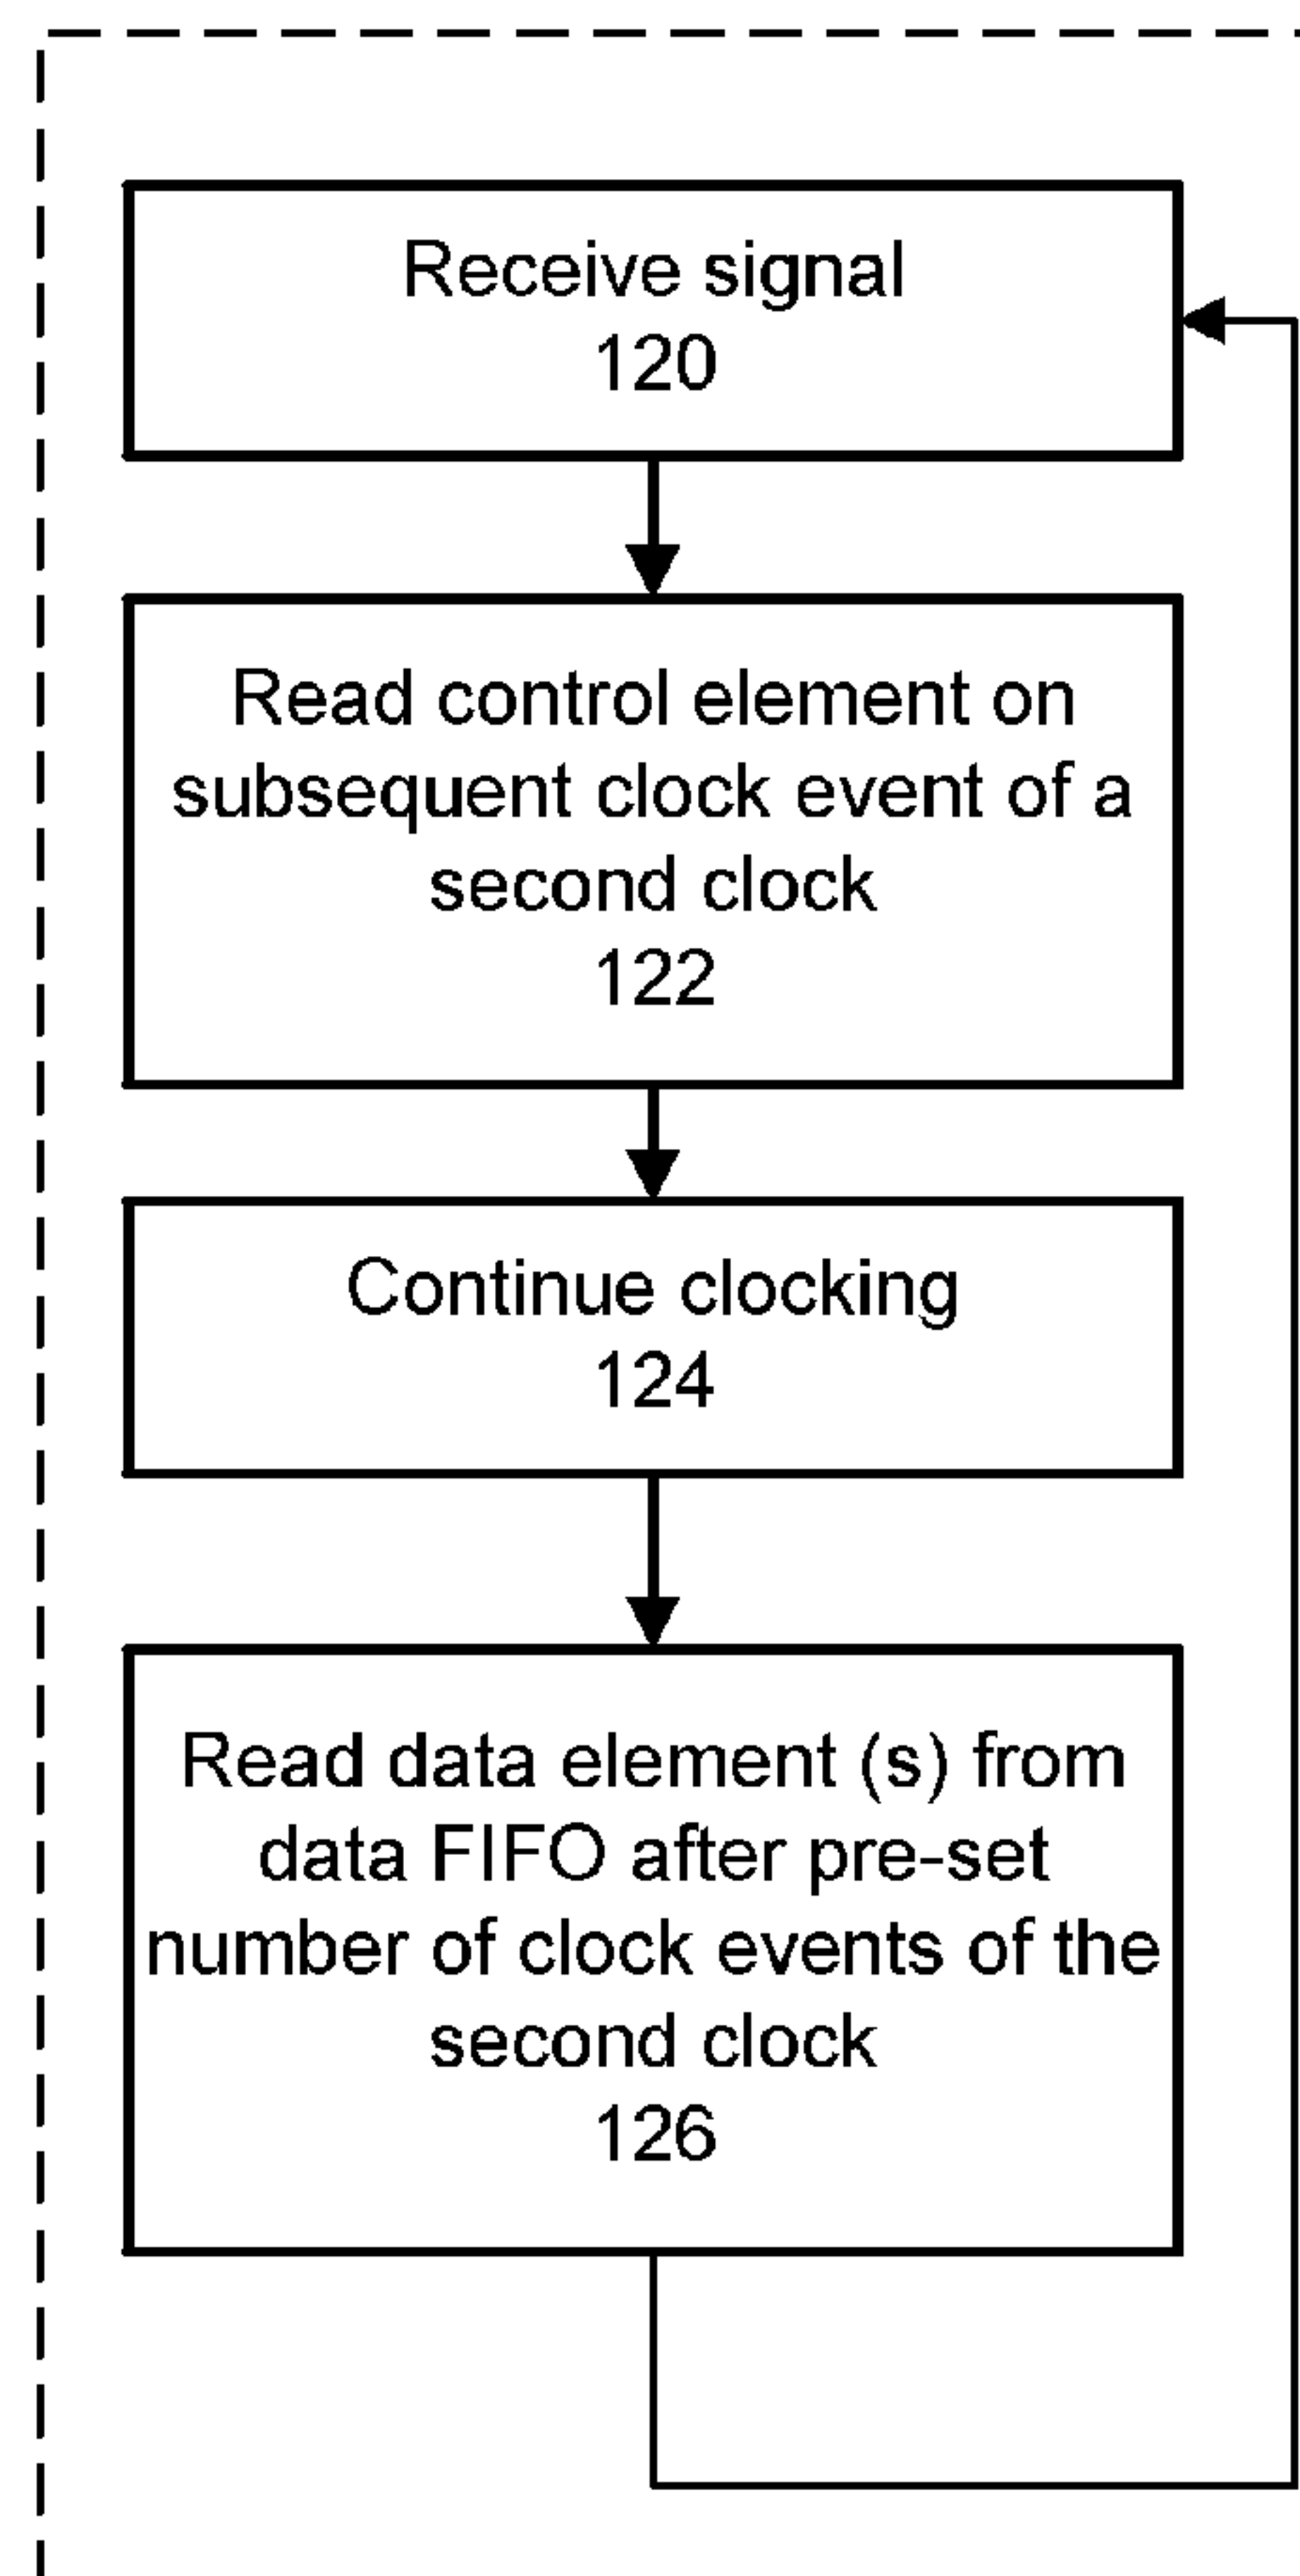 Receive signal
120
Read control element on
subsequent clock event of a
second clock
122
Continue clocking
124
Read data element (s) from
data FIFO after pre-set
number of clock events of the
second clock
126